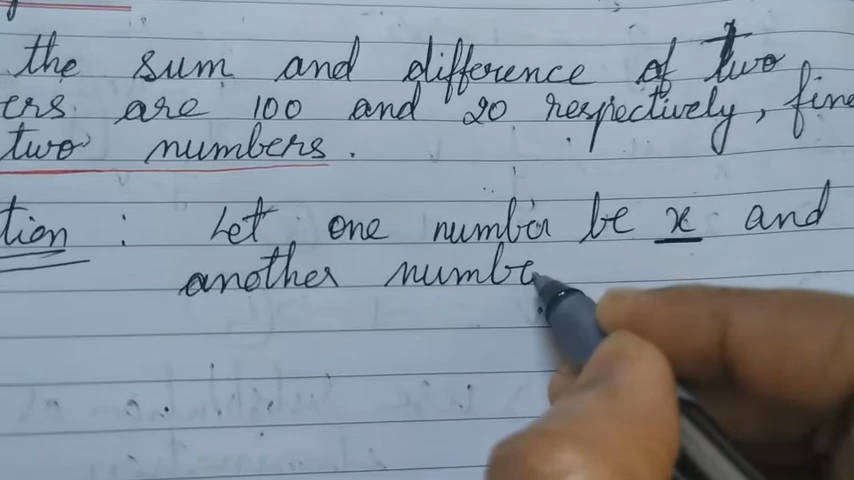 the sum and difference of two
ers are 100 and 20 respectively, fine
two numbers.
tion : Let one number be x and
another numbe